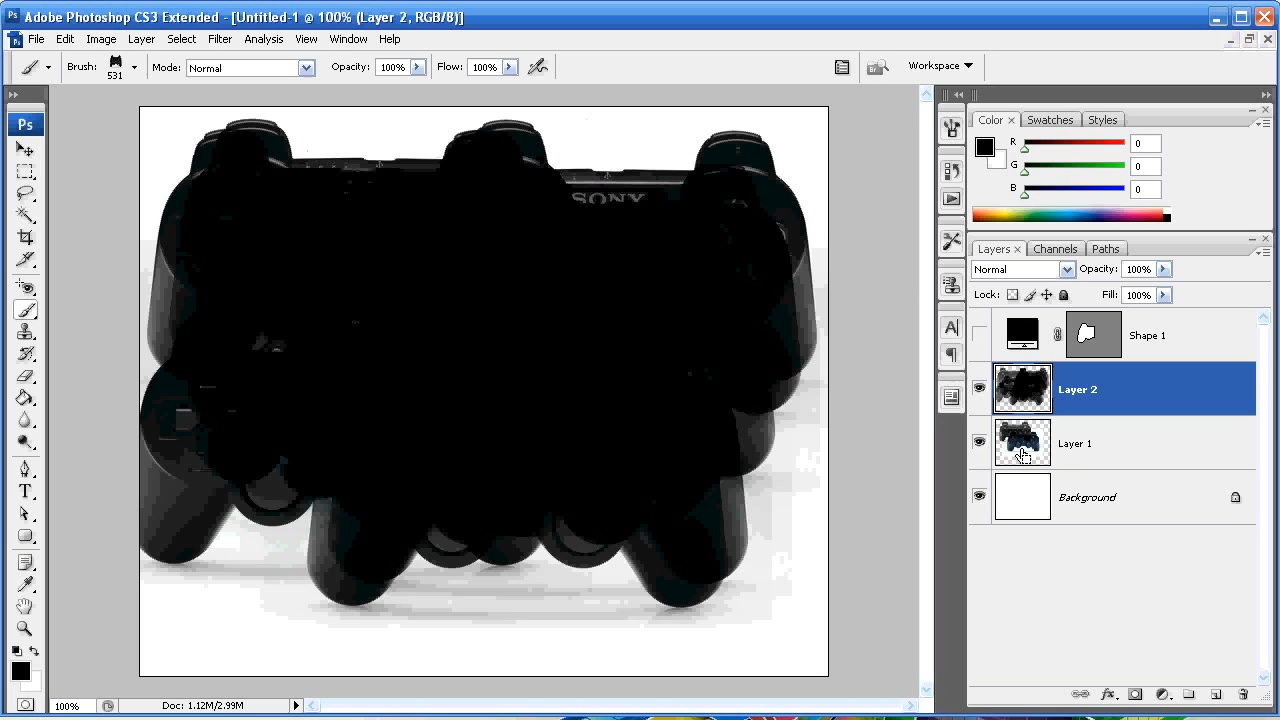 Adobe Photoshop CS3 Extended - [Untitled-1 @ 100% (Layer 2, RGB/8)]
File Edit Image Layer Select Filter Analysis View Window Help
Brush: 531 Mode: Normal Opacity: 100% Flow: 100% Workspace
Ps
Color Swatches Styles
R 0
G 0
B 0
Layers Channels Paths
Normal Opacity: 100%
Lock: Fill: 100%
Shape 1
Layer 2
Layer 1
Background
SONY
100% Doc: 1.12M